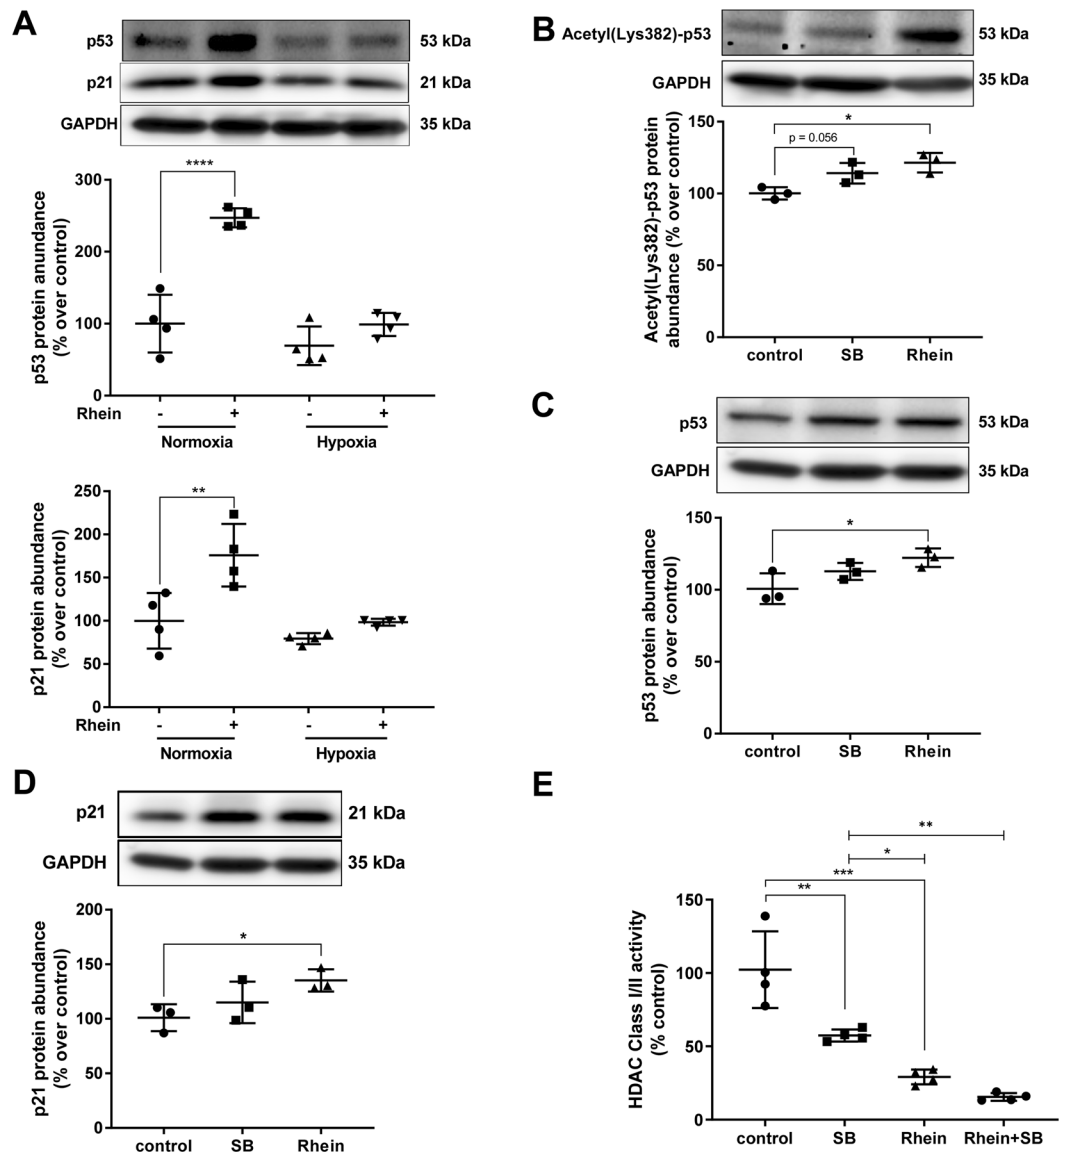 A
p53
53 kDa
p21
21 kDa
GAPDH
35 kDa
****
300
200
100
0
p53 protein anundance
(% over control)
Rhein - + - +
Normoxia Hypoxia
**
250
200
150
100
50
0
p21 protein abundance
(% over control)
Rhein - + - +
Normoxia Hypoxia
B
Acetyl(Lys382)-p53
53 kDa
GAPDH
35 kDa
*
p = 0.056
150
100
50
0
Acetyl(Lys382)-p53 protein
abundance (% over control)
control SB Rhein
C
p53
53 kDa
GAPDH
35 kDa
*
150
100
50
0
p53 protein abundance
(% over control)
control SB Rhein
D
p21
21 kDa
GAPDH
35 kDa
*
200
150
100
50
0
p21 protein abundance
(% over control)
control SB Rhein
E
**
*
***
**
150
100
50
0
HDAC Class I/II activity
(% control)
control SB Rhein Rhein+SB